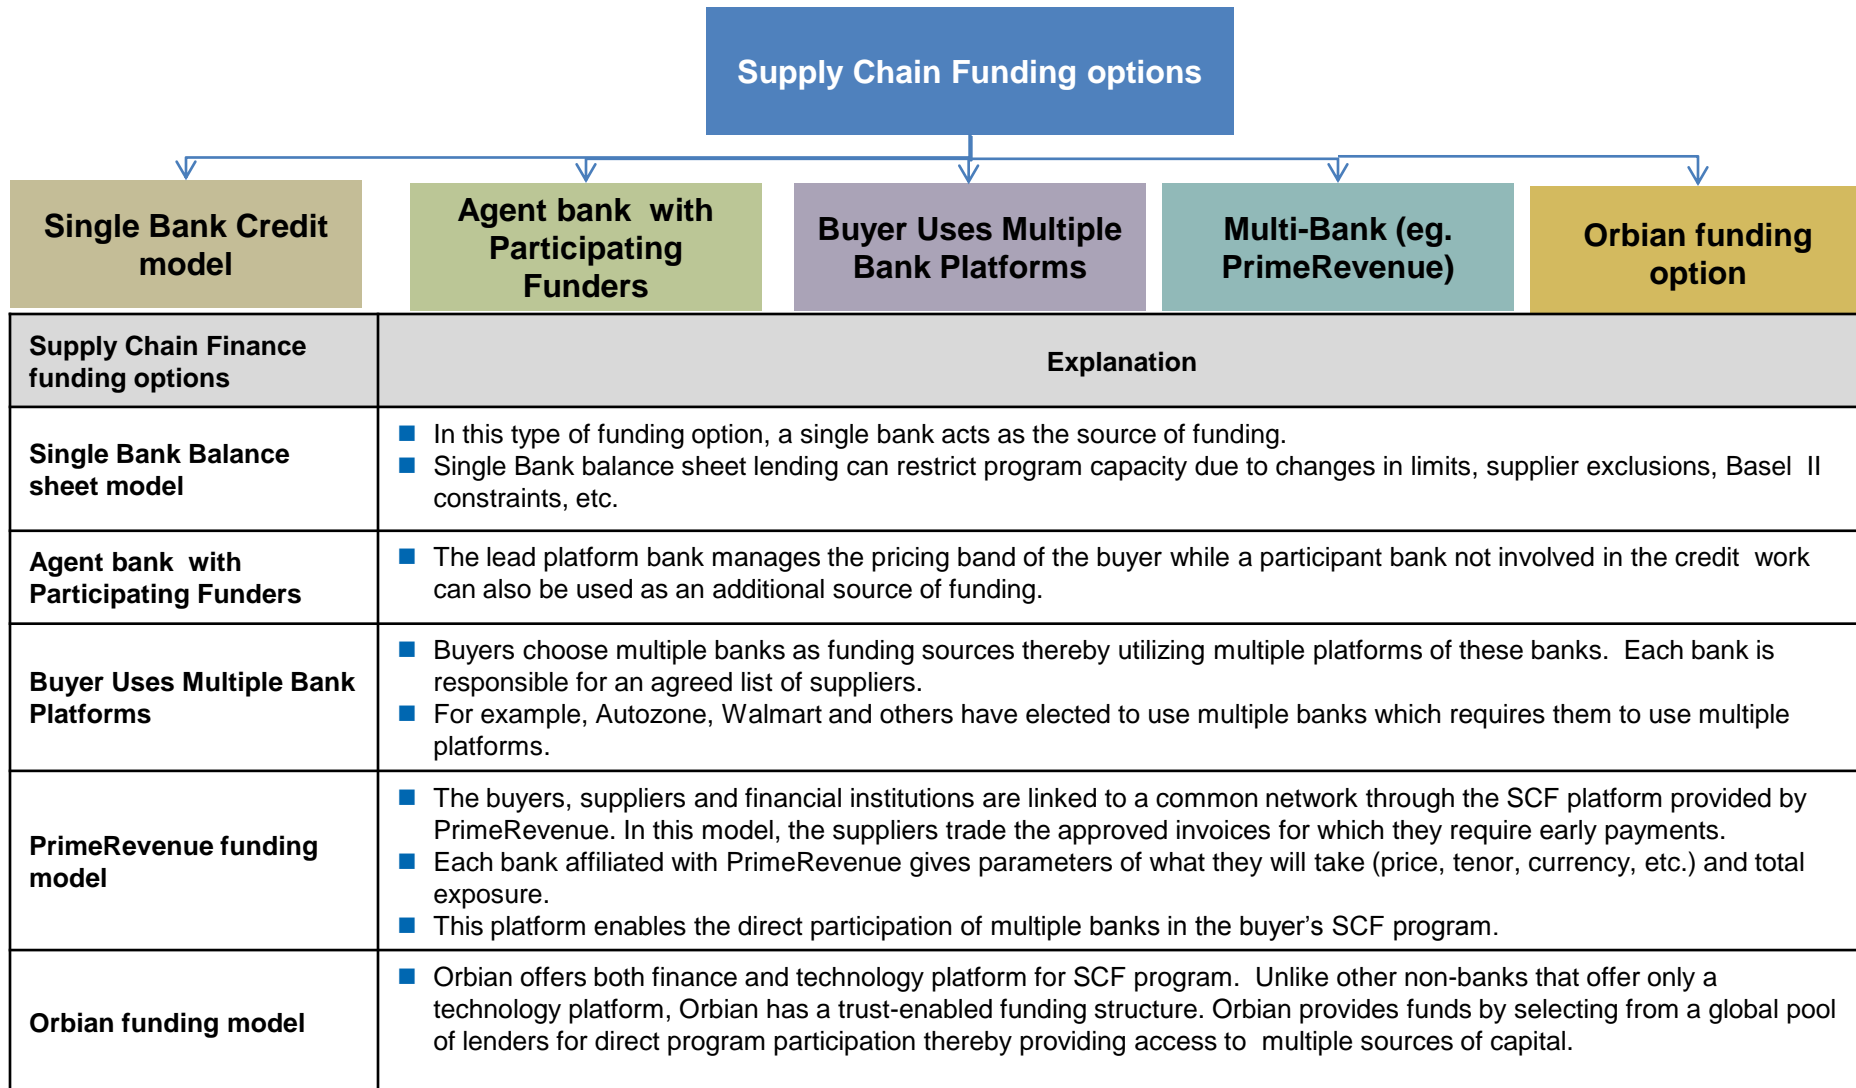 Supply Chain Funding options
Single Bank Credit
model
Agent bank with
Participating
Funders
Buyer Uses Multiple
Bank Platforms
Multi-Bank (eg.
PrimeRevenue)
Orbian funding
option
Supply Chain Finance
funding options
Explanation
Single Bank Balance
sheet model
In this type of funding option, a single bank acts as the source of funding.
Single Bank balance sheet lending can restrict program capacity due to changes in limits, supplier exclusions, Basel II
constraints, etc.
Agent bank with
Participating Funders
The lead platform bank manages the pricing band of the buyer while a participant bank not involved in the credit work
can also be used as an additional source of funding.
Buyer Uses Multiple Bank
Platforms
Buyers choose multiple banks as funding sources thereby utilizing multiple platforms of these banks. Each bank is
responsible for an agreed list of suppliers.
For example, Autozone, Walmart and others have elected to use multiple banks which requires them to use multiple
platforms.
PrimeRevenue funding
model
The buyers, suppliers and financial institutions are linked to a common network through the SCF platform provided by
PrimeRevenue. In this model, the suppliers trade the approved invoices for which they require early payments.
Each bank affiliated with PrimeRevenue gives parameters of what they will take (price, tenor, currency, etc.) and total
exposure.
This platform enables the direct participation of multiple banks in the buyer’s SCF program.
Orbian funding model
Orbian offers both finance and technology platform for SCF program. Unlike other non-banks that offer only a
technology platform, Orbian has a trust-enabled funding structure. Orbian provides funds by selecting from a global pool
of lenders for direct program participation thereby providing access to multiple sources of capital.